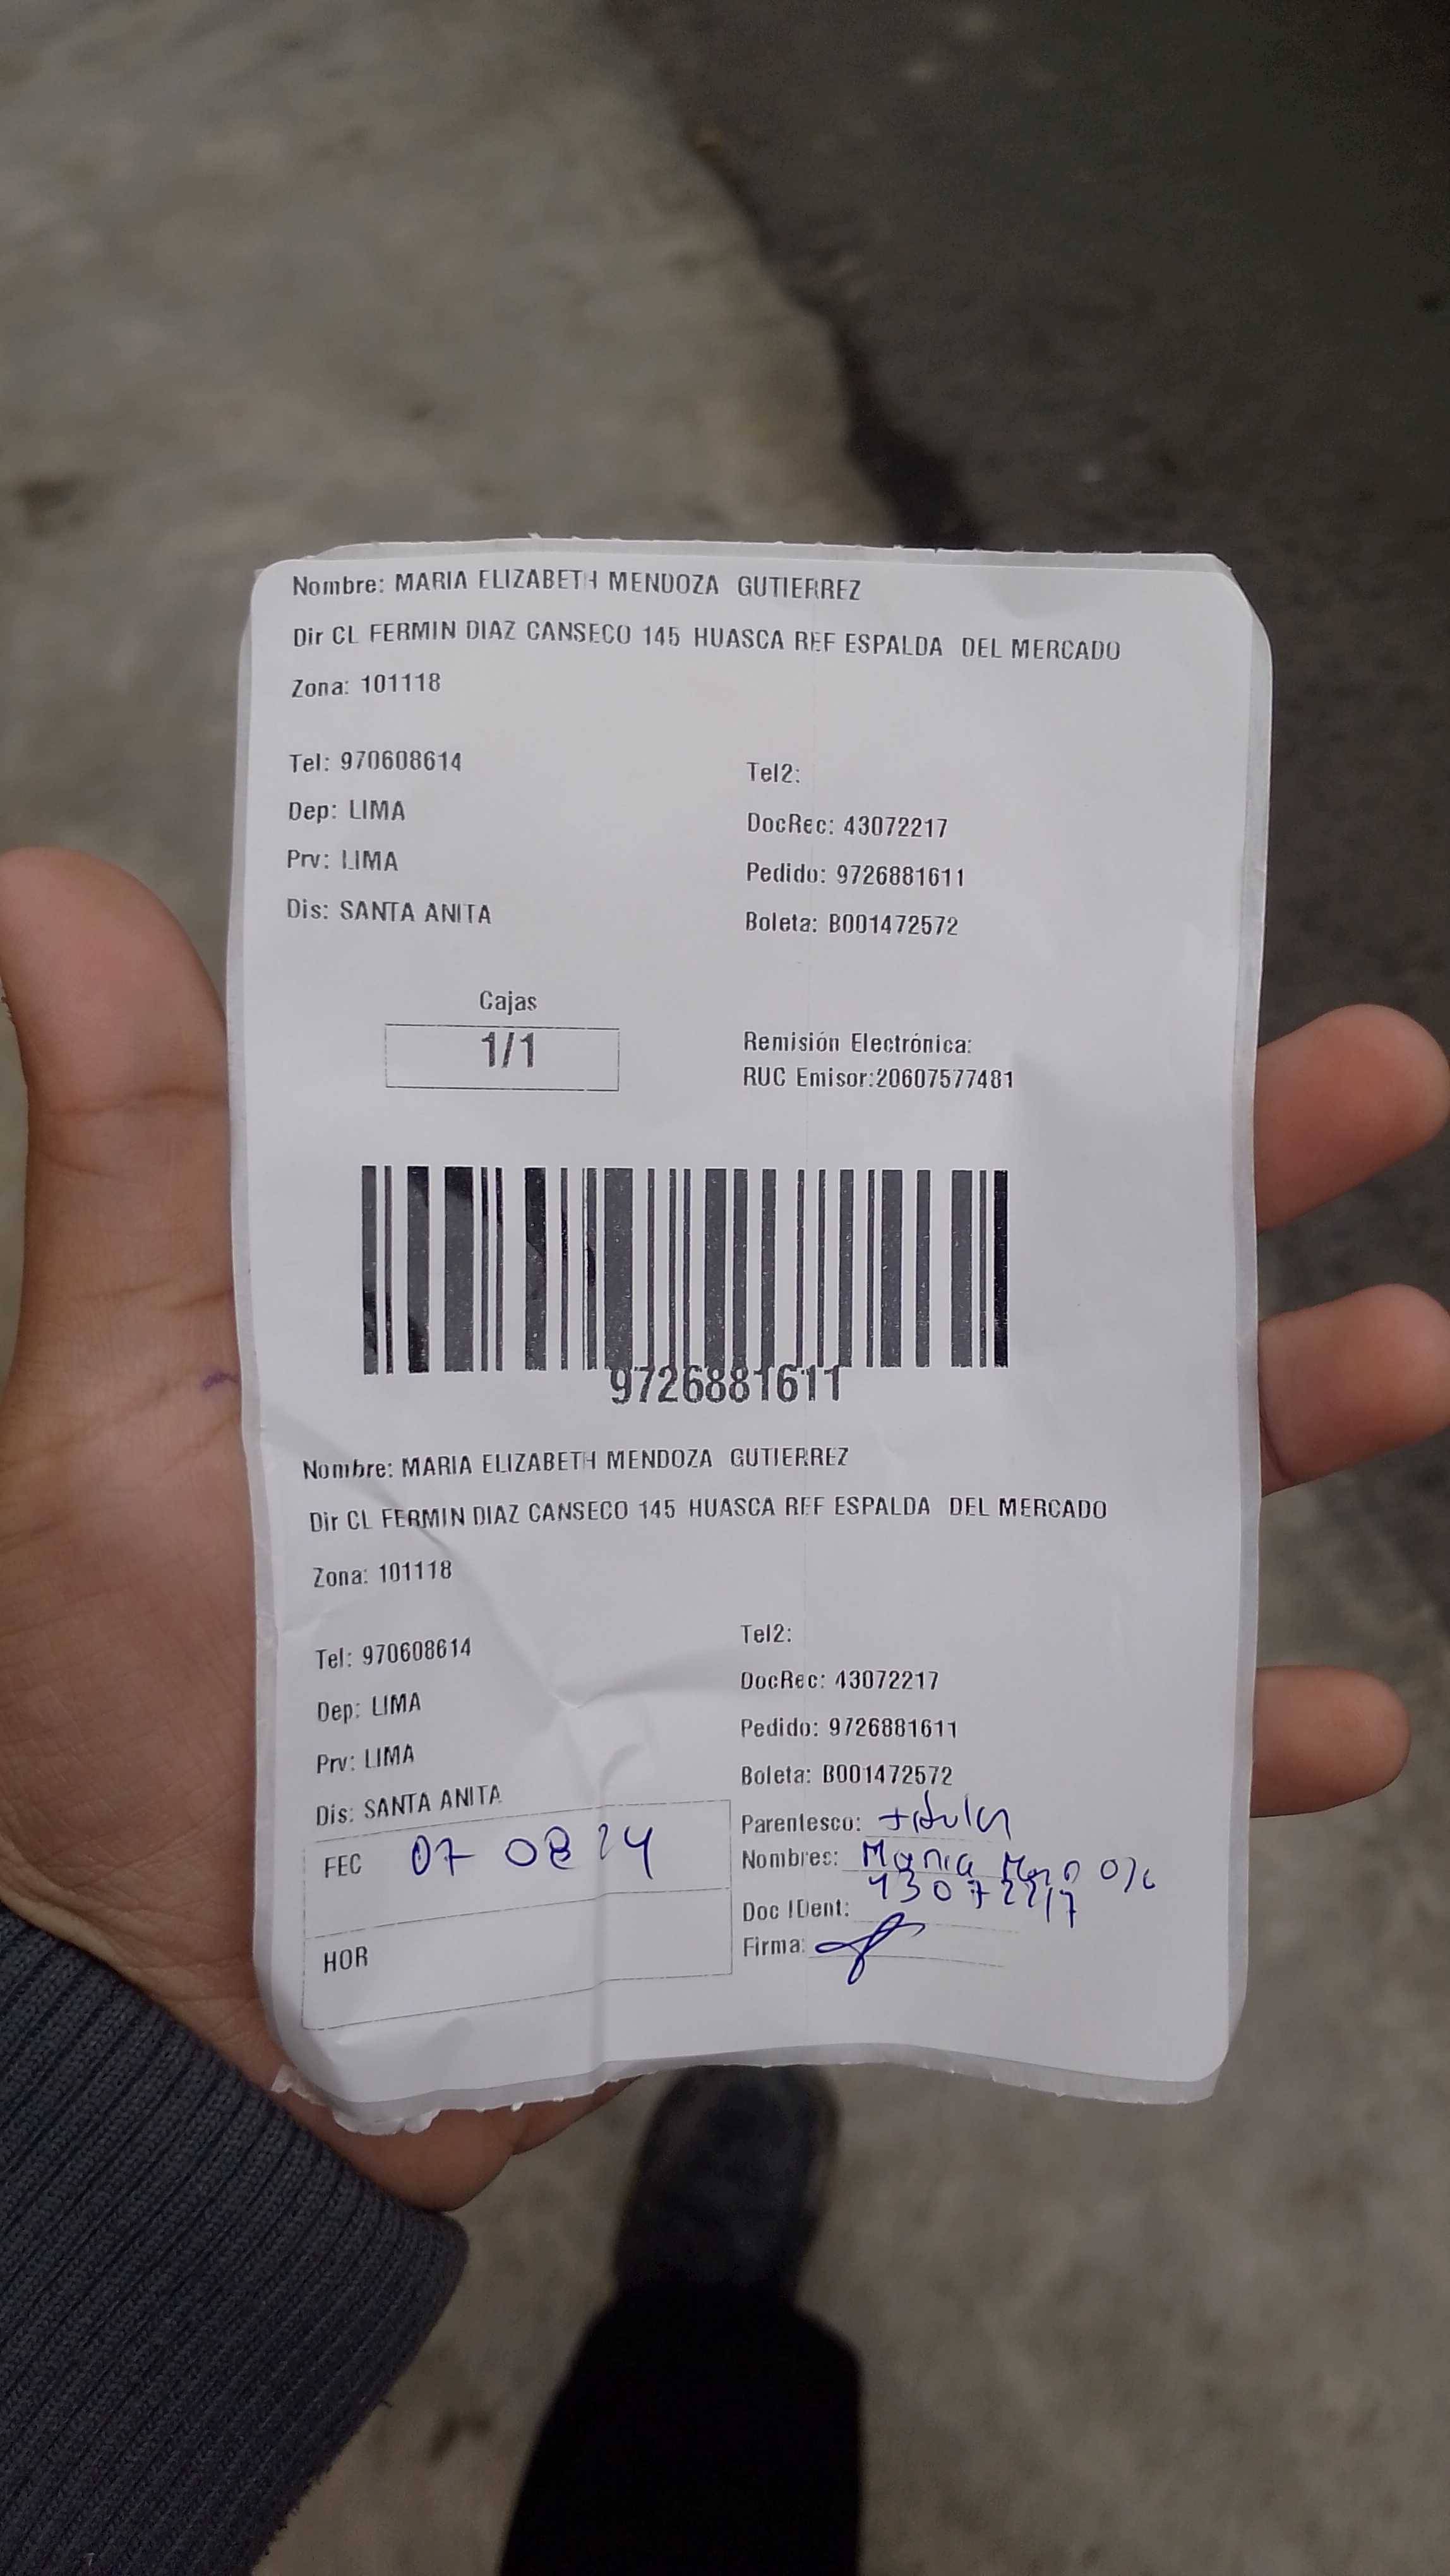 Nombre: MARIA ELIZABETH MENDOZA GUTIERREZ
Dir CL FERMIN DIAZ CANSECO 145 HUASCA REF ESPALDA DEL MERCADO
Zona: 101118
Tel: 970608614
Tel2:
Dep: LIMA
DocRec: 43072217
Prv: LIMA
Pedido: 9726881611
Dis: SANTA ANITA
Boleta: B001472572
Cajas
1/1
Remisión Electrónica:
RUC Emisor:20607577481
9726881611
Nombre: MARIA ELIZABETH MENDOZA GUTIERREZ
Dir CL FERMIN DIAZ CANSECO 145 HUASCA REF ESPALDA DEL MERCADO
Zona: 101118
Tel: 970608614
Tel2:
Dep: LIMA
DocRec: 43072217
Prv: LIMA
Pedido: 9726881611
Dis: SANTA ANITA
Boleta: B001472572
Parentesco: titular
FEC 07 08 24
Nombres: Maria
Doc IDent: 43072217
HOR
Firma: